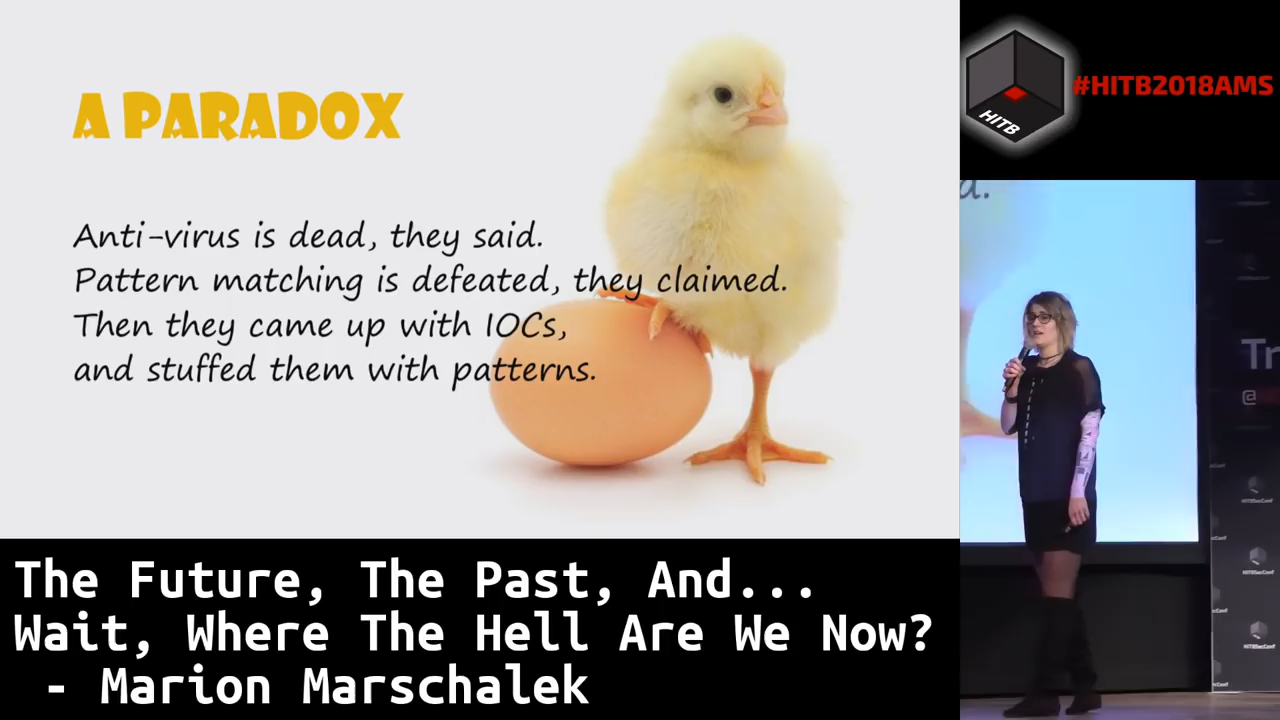 A PARADOX
Anti-virus is dead, they said.
Pattern matching is defeated, they claimed.
Then they came up with IOCs,
and stuffed them with patterns.
HITB
#HITB2018AMS
d.
Tr
@
The Future, The Past, And...
Wait, Where The Hell Are We Now?
- Marion Marschalek